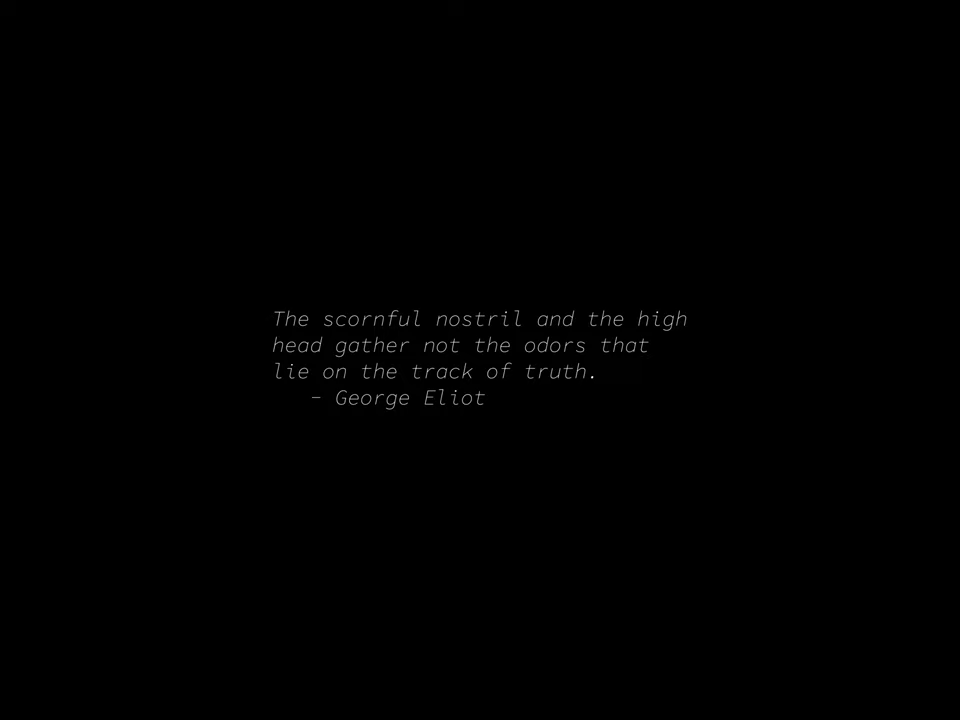 The scornful nostril and the high
head gather not the odors that
lie on the track of truth.
- George Eliot